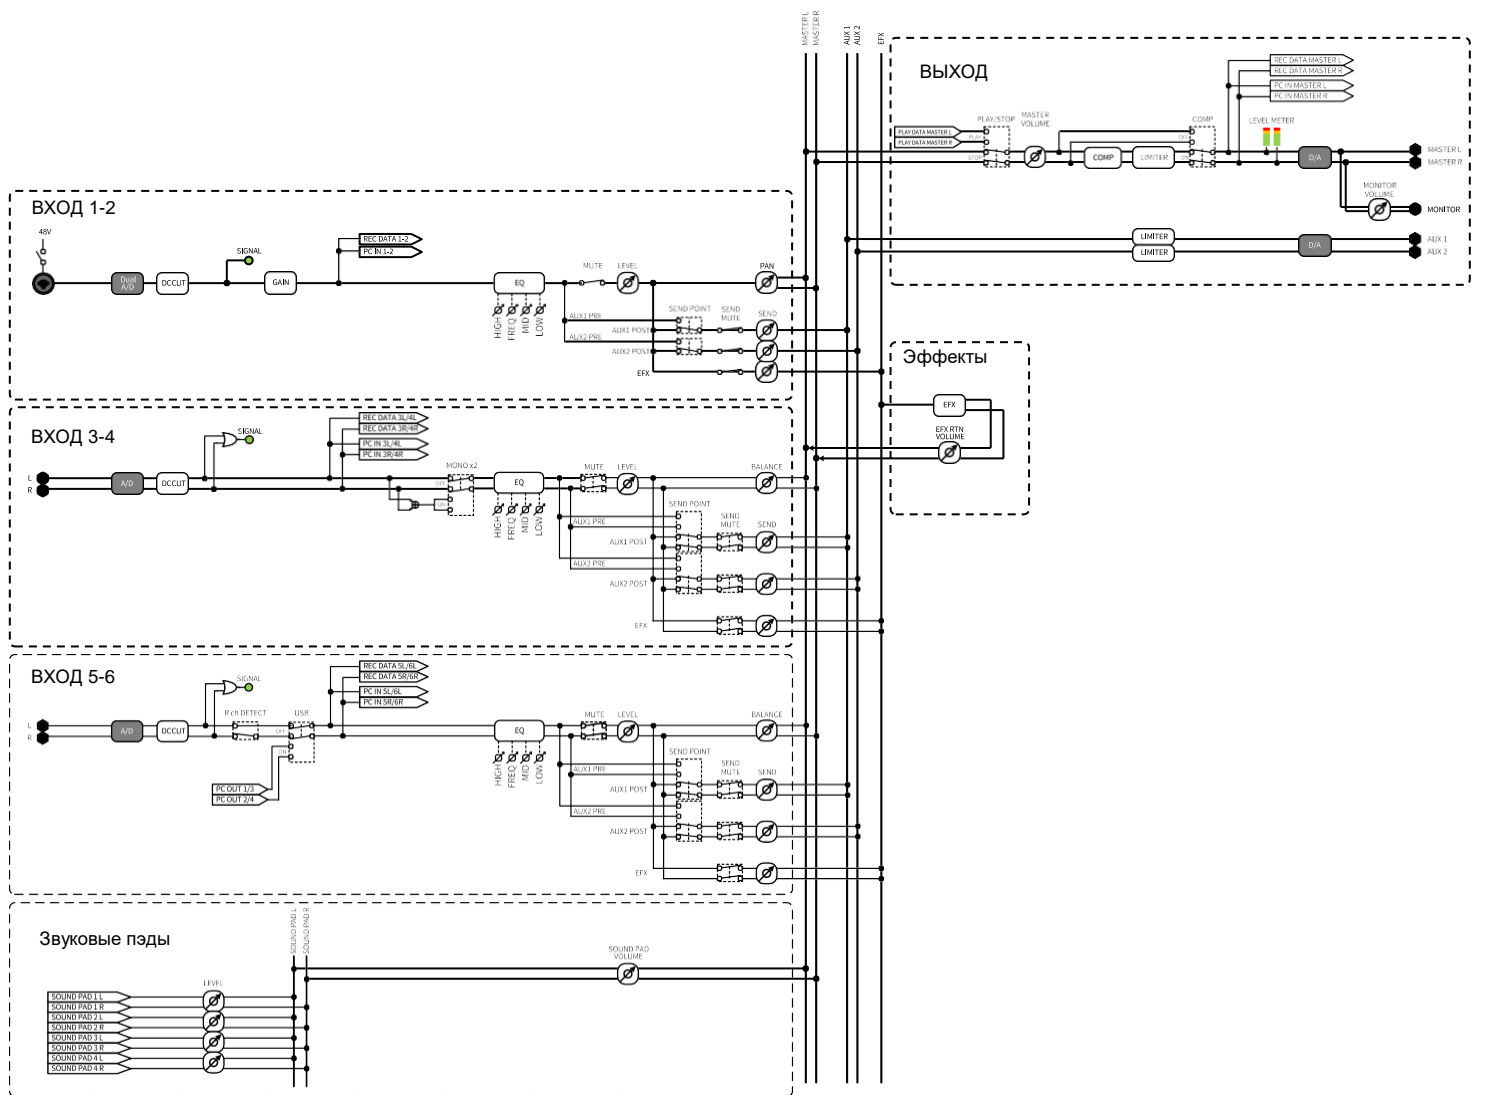 MASTER L
MASTER R
AUX 1
AUX 2
EFX
ВЫХОД
REC DATA MASTER L
REC DATA MASTER R
PC IN MASTER L
PC IN MASTER R
PLAY/STOP
MASTER
VOLUME
COMP
LEVEL METER
PLAY DATA MASTER L
PLAY DATA MASTER R
PLAY
STOP
OFF
ON
COMP
LIMITER
D/A
MASTER L
MASTER R
MONITOR
VOLUME
MONITOR
LIMITER
LIMITER
D/A
AUX 1
AUX 2
ВХОД 1-2
48V
SIGNAL
REC DATA 1-2
PC IN 1-2
Dual
A/D
DCCUT
GAIN
EQ
HIGH
FREQ
MID
LOW
MUTE
LEVEL
PAN
SEND POINT
SEND
MUTE
SEND
AUX1 PRE
AUX1 POST
AUX2 PRE
AUX2 POST
EFX
Эффекты
EFX
EFX RTN
VOLUME
ВХОД 3-4
SIGNAL
REC DATA 3L/4L
REC DATA 3R/4R
PC IN 3L/4L
PC IN 3R/4R
L
R
A/D
DCCUT
MONO x2
OFF
ON
EQ
HIGH
FREQ
MID
LOW
MUTE
LEVEL
BALANCE
SEND POINT
SEND
MUTE
SEND
AUX1 PRE
AUX1 POST
AUX2 PRE
AUX2 POST
EFX
ВХОД 5-6
SIGNAL
REC DATA 5L/6L
REC DATA 5R/6R
PC IN 5L/6L
PC IN 5R/6R
L
R
A/D
DCCUT
R ch DETECT
USB
OFF
ON
PC OUT 1/3
PC OUT 2/4
EQ
HIGH
FREQ
MID
LOW
MUTE
LEVEL
BALANCE
SEND POINT
SEND
MUTE
SEND
AUX1 PRE
AUX1 POST
AUX2 PRE
AUX2 POST
EFX
Звуковые пэды
SOUND PAD L
SOUND PAD R
SOUND PAD
VOLUME
LEVEL
SOUND PAD 1 L
SOUND PAD 1 R
SOUND PAD 2 L
SOUND PAD 2 R
SOUND PAD 3 L
SOUND PAD 3 R
SOUND PAD 4 L
SOUND PAD 4 R